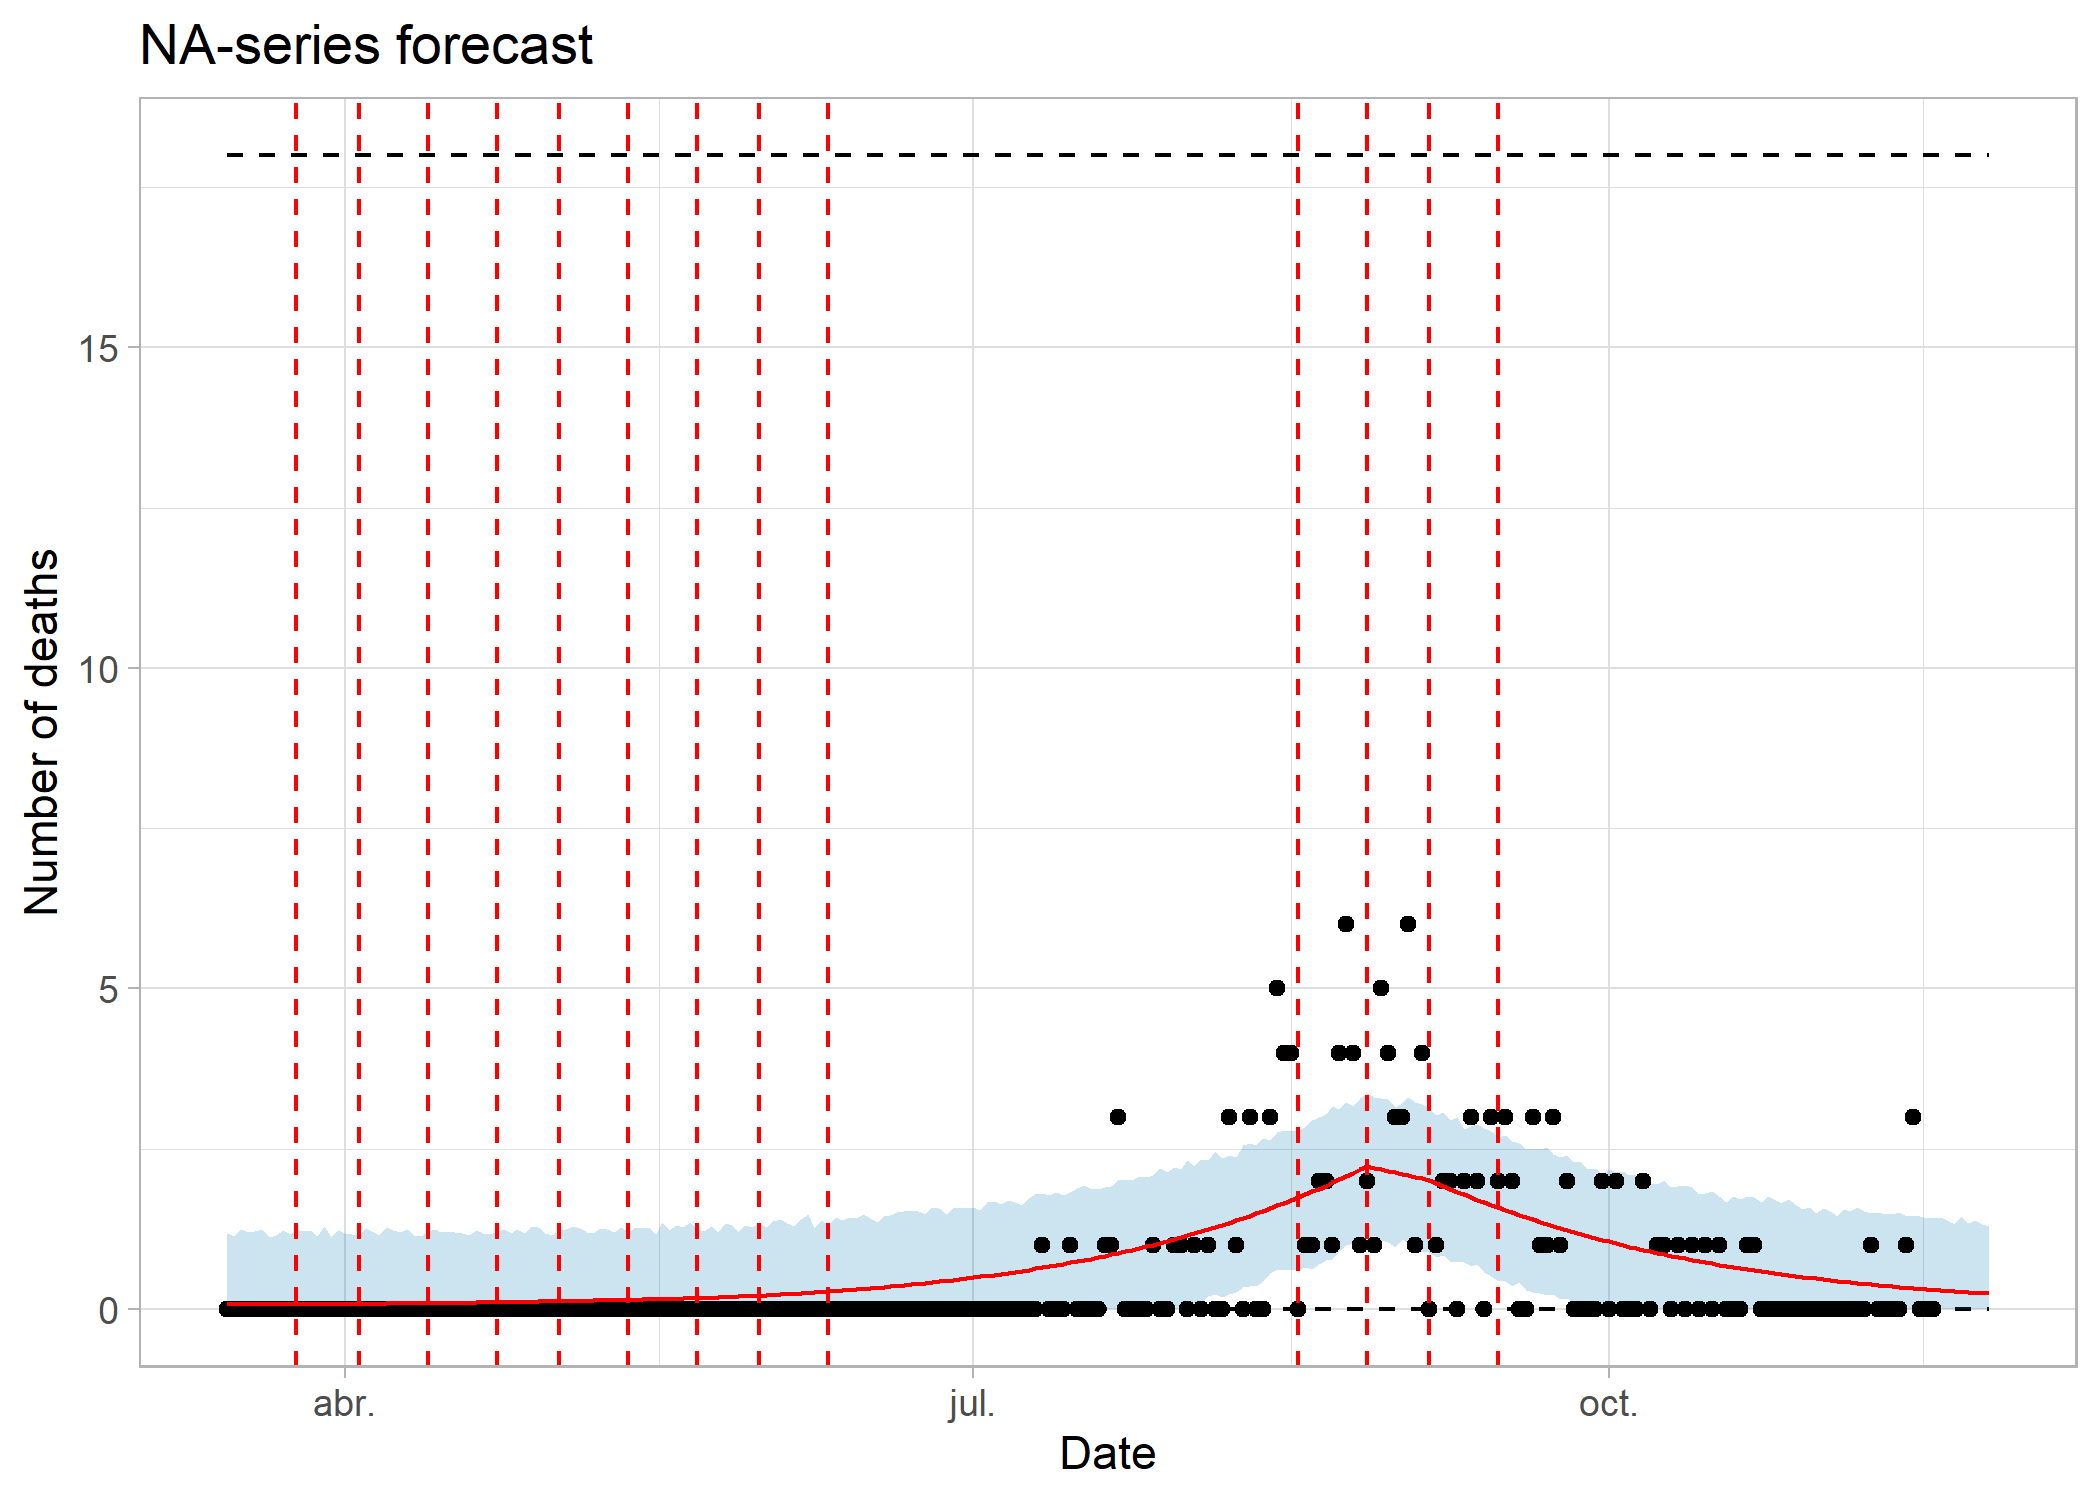 NA-series forecast
Number of deaths
15
10
5
0
abr.
jul.
oct.
Date